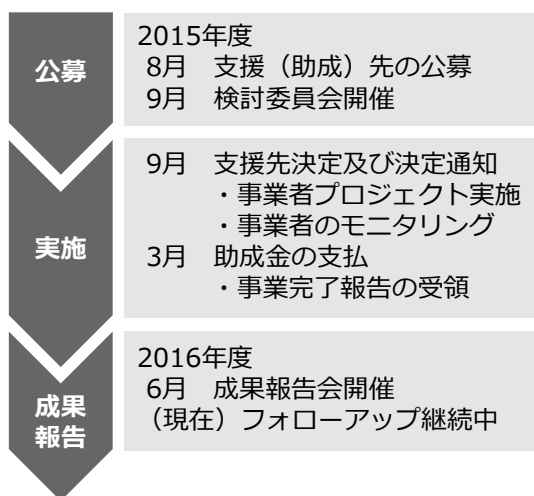 公募
2015年度
8月　支援（助成）先の公募
9月　検討委員会開催
実施
9月　支援先決定及び決定通知
・事業者プロジェクト実施
・事業者のモニタリング
3月　助成金の支払
・事業完了報告の受領
成果
報告
2016年度
6月　成果報告会開催
（現在）フォローアップ継続中